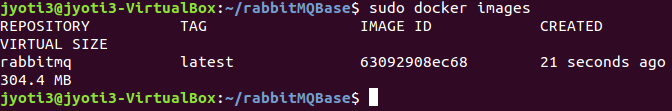 jyoti3@jyoti3-VirtualBox:~/rabbitMQBase$ sudo docker images
REPOSITORY TAG IMAGE ID CREATED
VIRTUAL SIZE
rabbitmq latest 63092908ec68 21 seconds ago
304.4 MB
jyoti3@jyoti3-VirtualBox:~/rabbitMQBase$